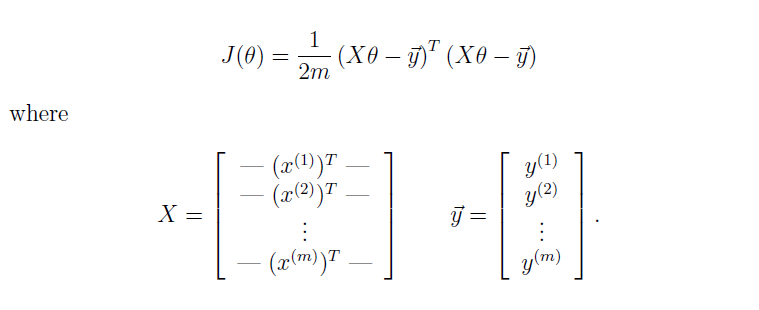 J(θ) = 1/2m (Xθ − y⃗)ᵀ (Xθ − y⃗)
where
X = [ — (x⁽¹⁾)ᵀ — ; — (x⁽²⁾)ᵀ — ; ⋮ ; — (x⁽ᵐ⁾)ᵀ — ] y⃗ = [ y⁽¹⁾ ; y⁽²⁾ ; ⋮ ; y⁽ᵐ⁾ ] .